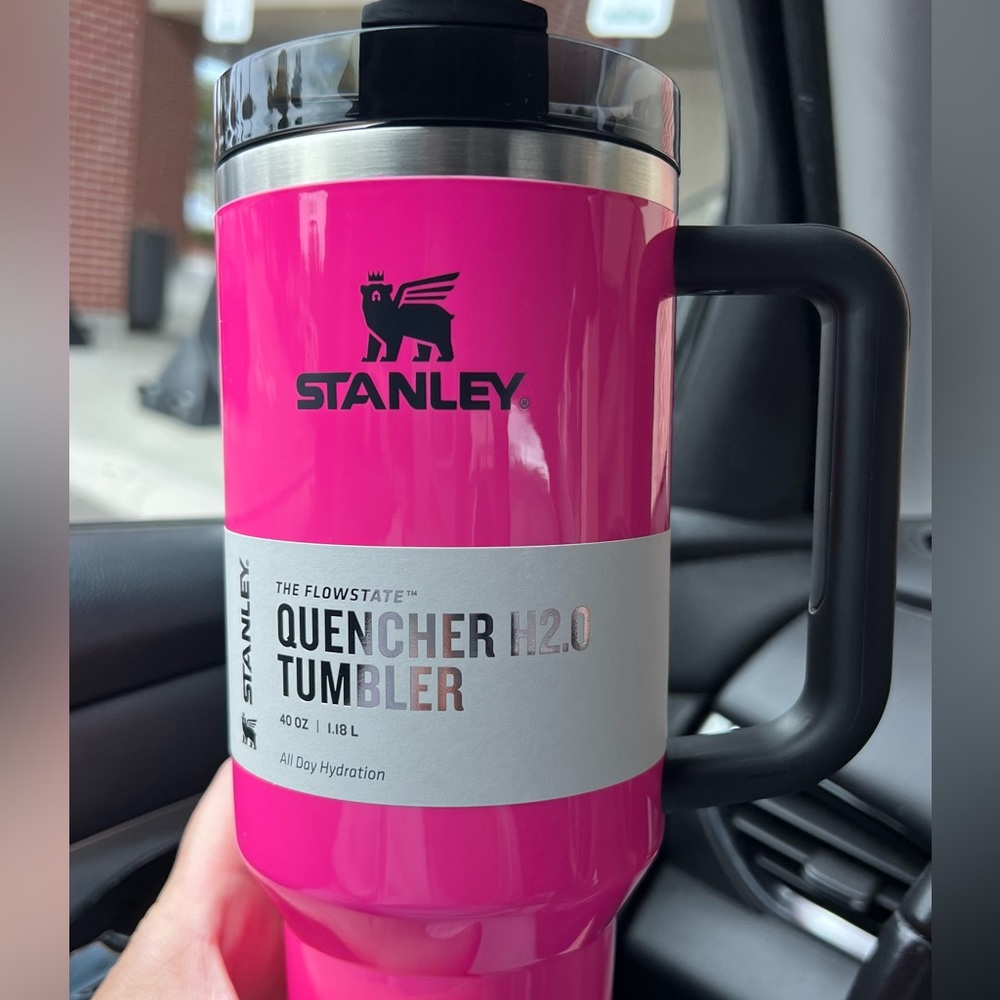 STANLEY®
STANLEY®
THE FLOWSTATE™
QUENCHER H2.0
TUMBLER
40 OZ | 1.18 L
All Day Hydration